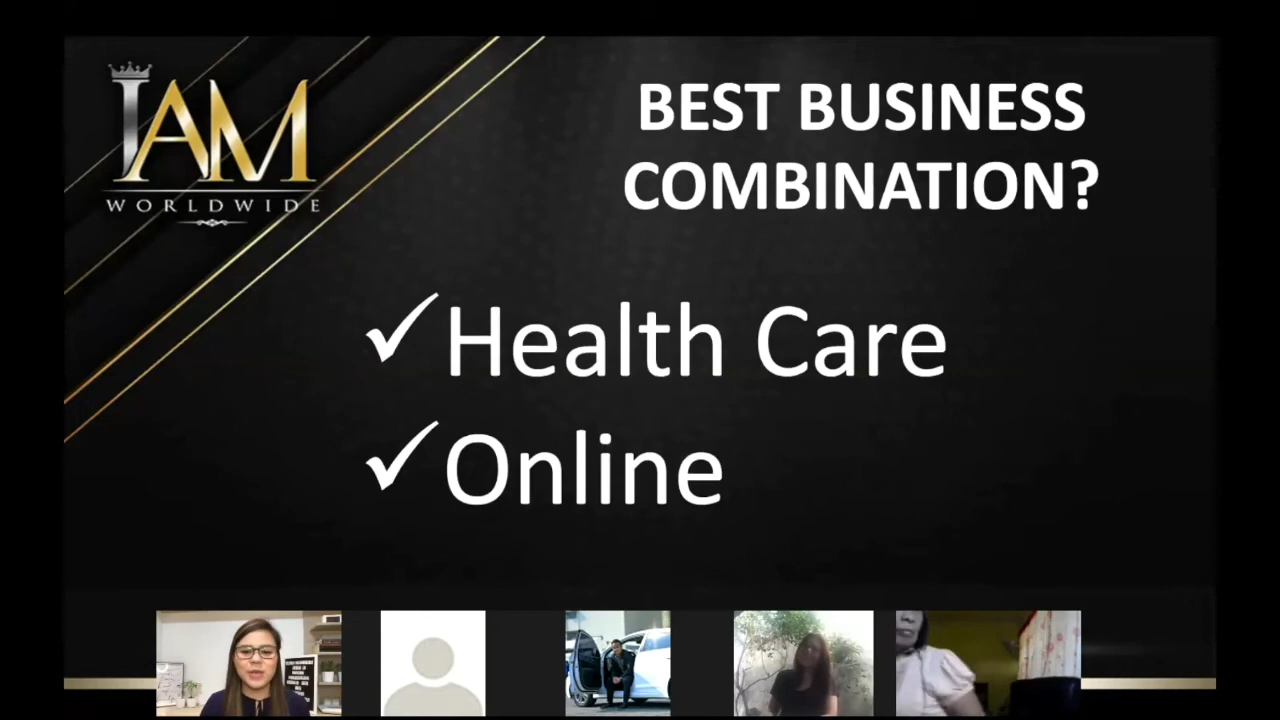 IAM
WORLDWIDE
BEST BUSINESS
COMBINATION?
✓Health Care
✓Online